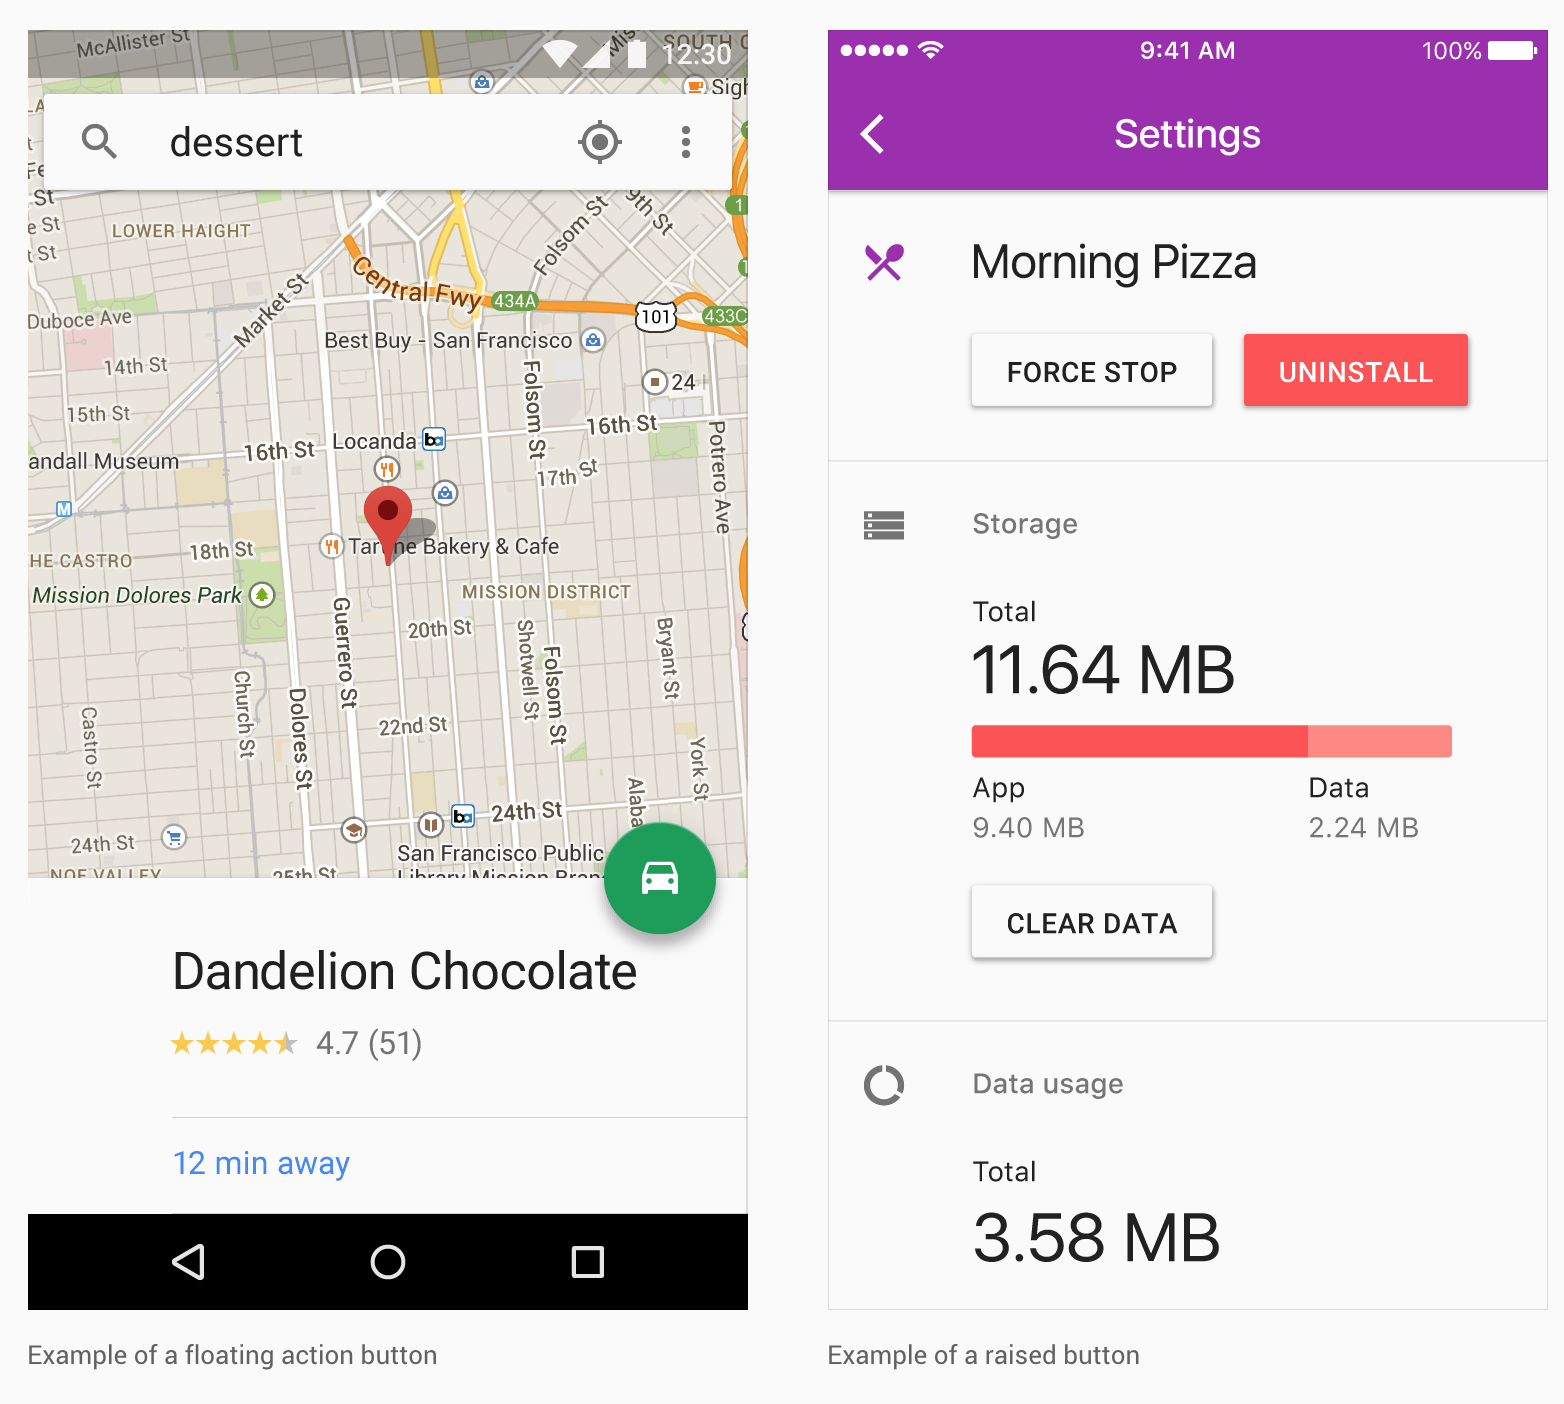 McAllister St
12:30
dessert
LOWER HAIGHT
Folsom St
9th St
Market St
Central Fwy
434A
101
433C
Duboce Ave
Best Buy - San Francisco
14th St
24
15th St
Folsom St
16th St
Potrero Ave
16th St
Locanda
andall Museum
17th St
M
18th St
Tartine Bakery & Cafe
HE CASTRO
Mission Dolores Park
MISSION DISTRICT
20th St
Guerrero St
Shotwell St
Folsom St
Bryant St
Church St
Dolores St
22nd St
Castro St
York St
24th St
Alaba
24th St
San Francisco Public
Library Mission Bran
NOE VALLEY
25th St
Dandelion Chocolate
4.7 (51)
12 min away
Example of a floating action button
9:41 AM
100%
Settings
Morning Pizza
FORCE STOP
UNINSTALL
Storage
Total
11.64 MB
App
Data
9.40 MB
2.24 MB
CLEAR DATA
Data usage
Total
3.58 MB
Example of a raised button